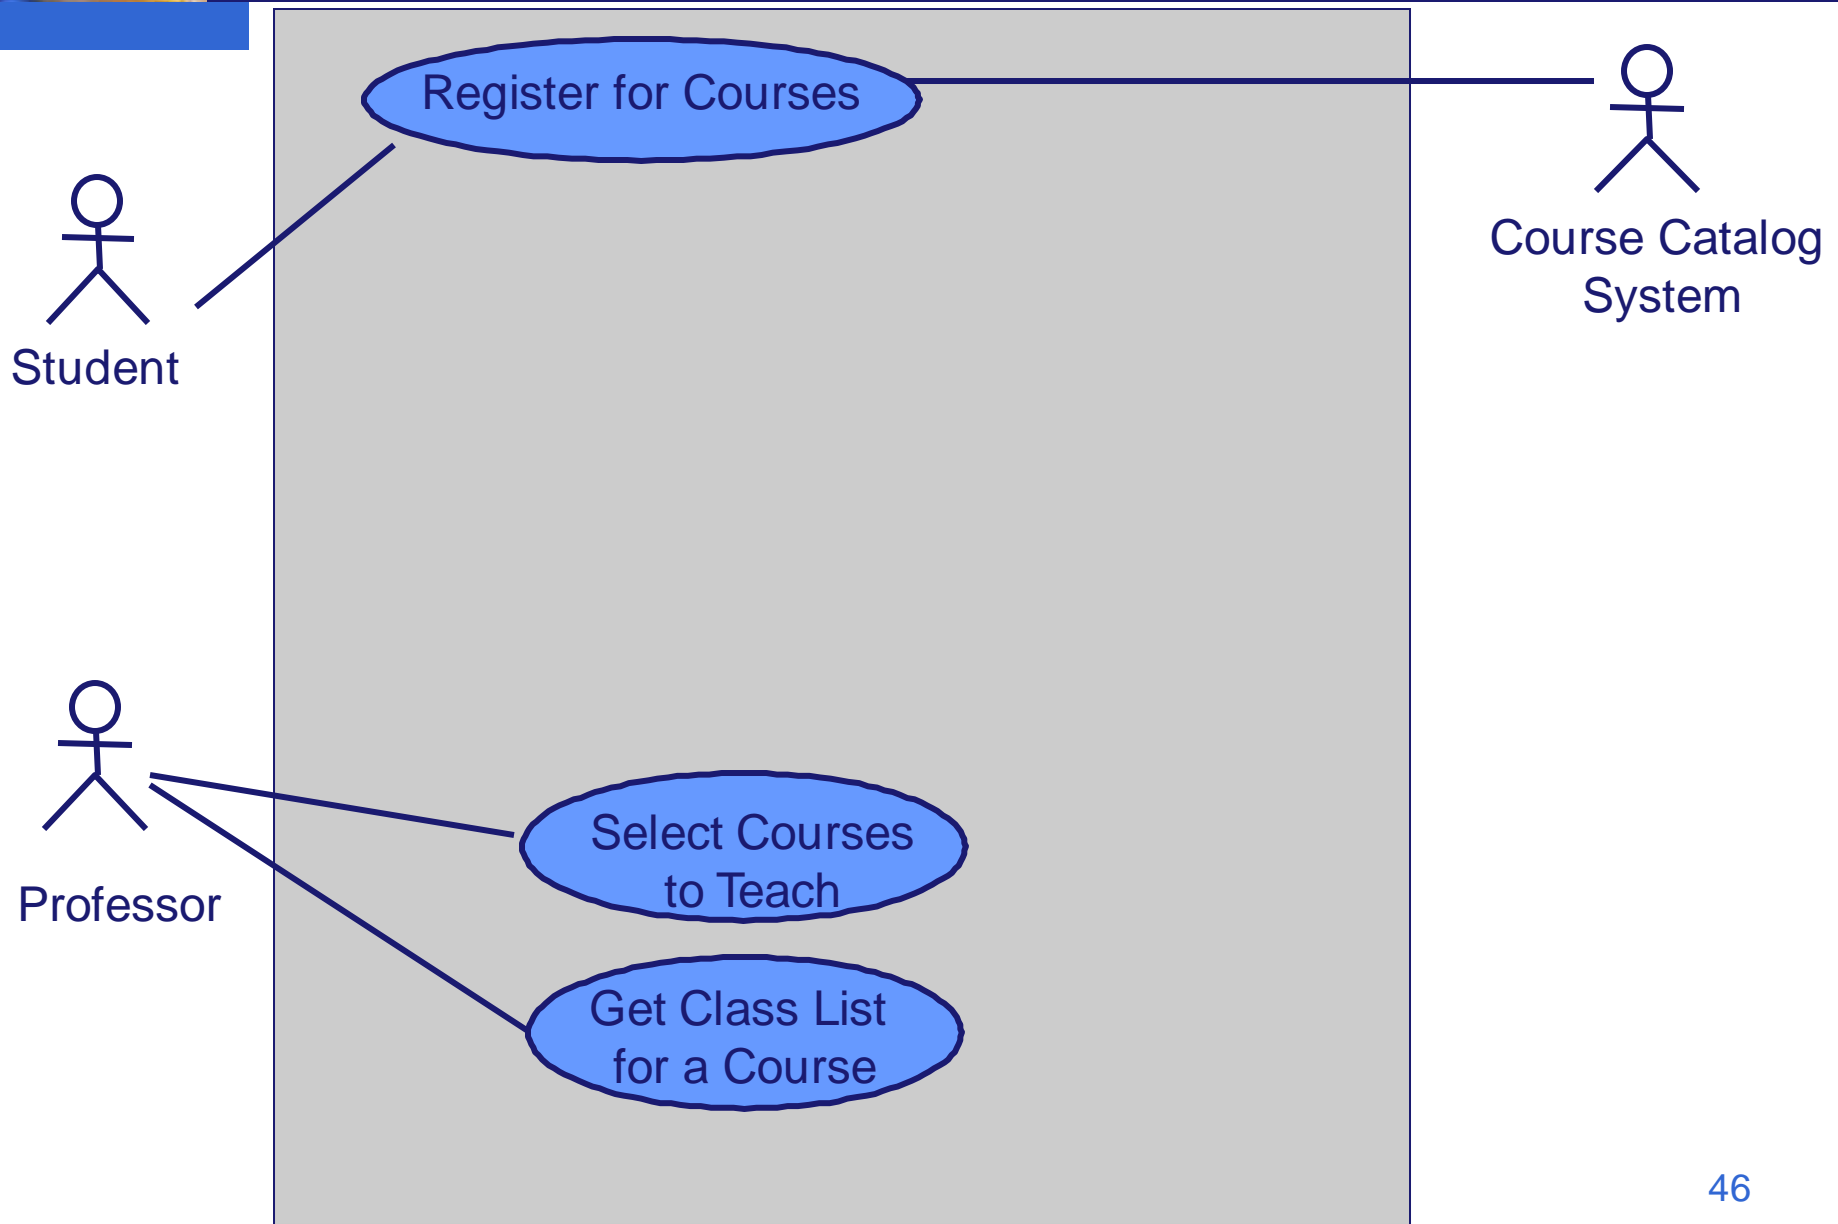 Register for Courses
Course Catalog
System
Student
Professor
Select Courses
to Teach
Get Class List
for a Course
46